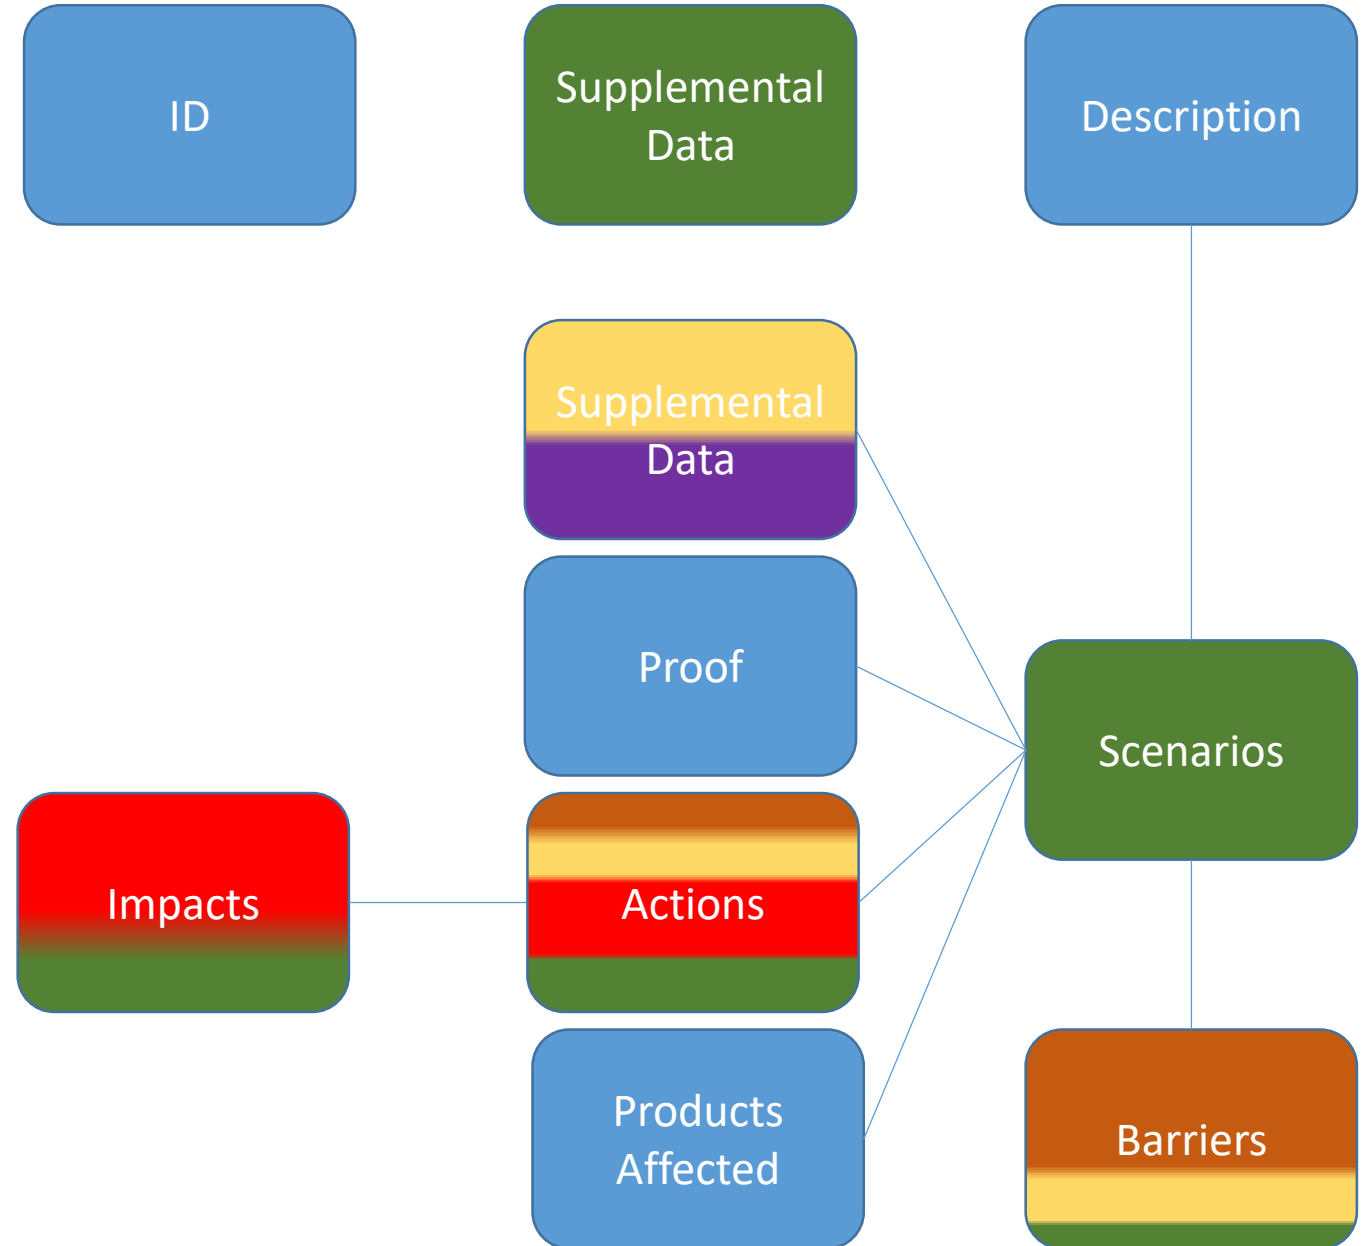 ID
Supplemental
Data
Description
Supplemental
Data
Proof
Scenarios
Impacts
Actions
Products
Affected
Barriers